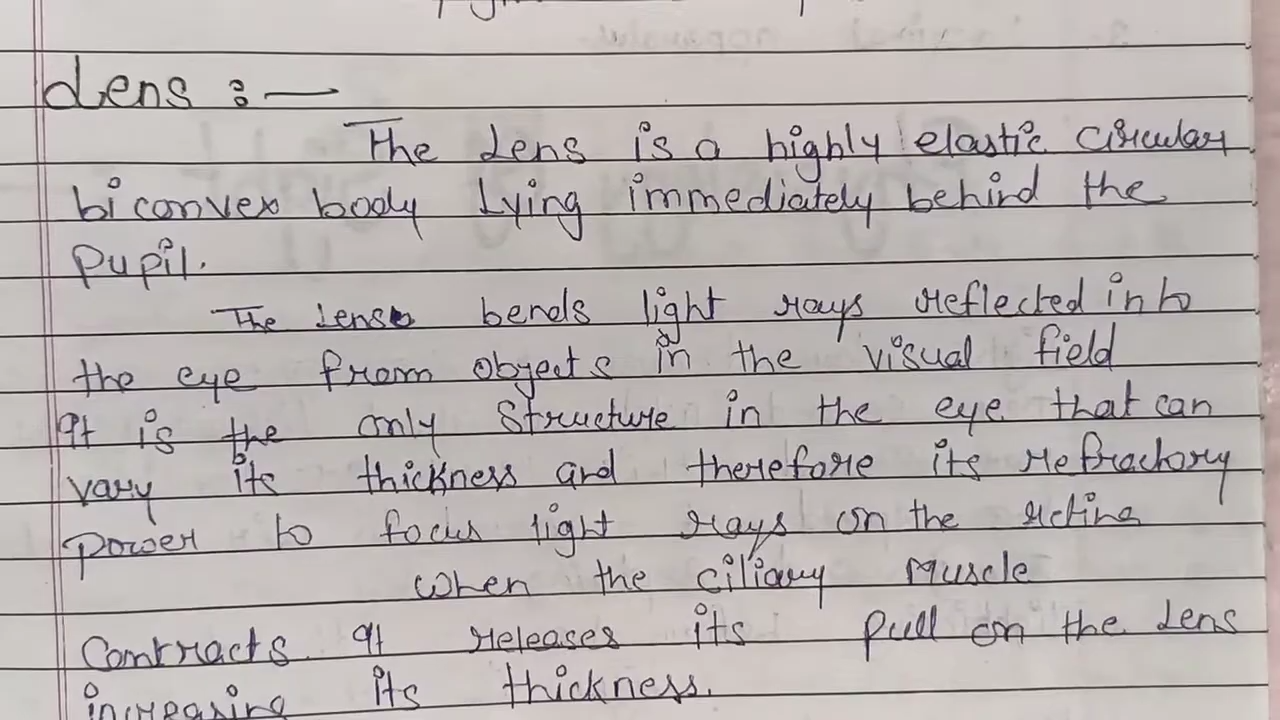 Lens :—
The Lens is a highly elastic circular
biconvex body Lying immediately behind the
Pupil.
The Lens bends light rays reflected into
the eye from objects in the visual field
It is the only structure in the eye that can
vary its thickness and therefore its refractory
power to focus light rays on the retina
When the ciliary Muscle
Contracts It releases its pull on the Lens
increasing its thickness.